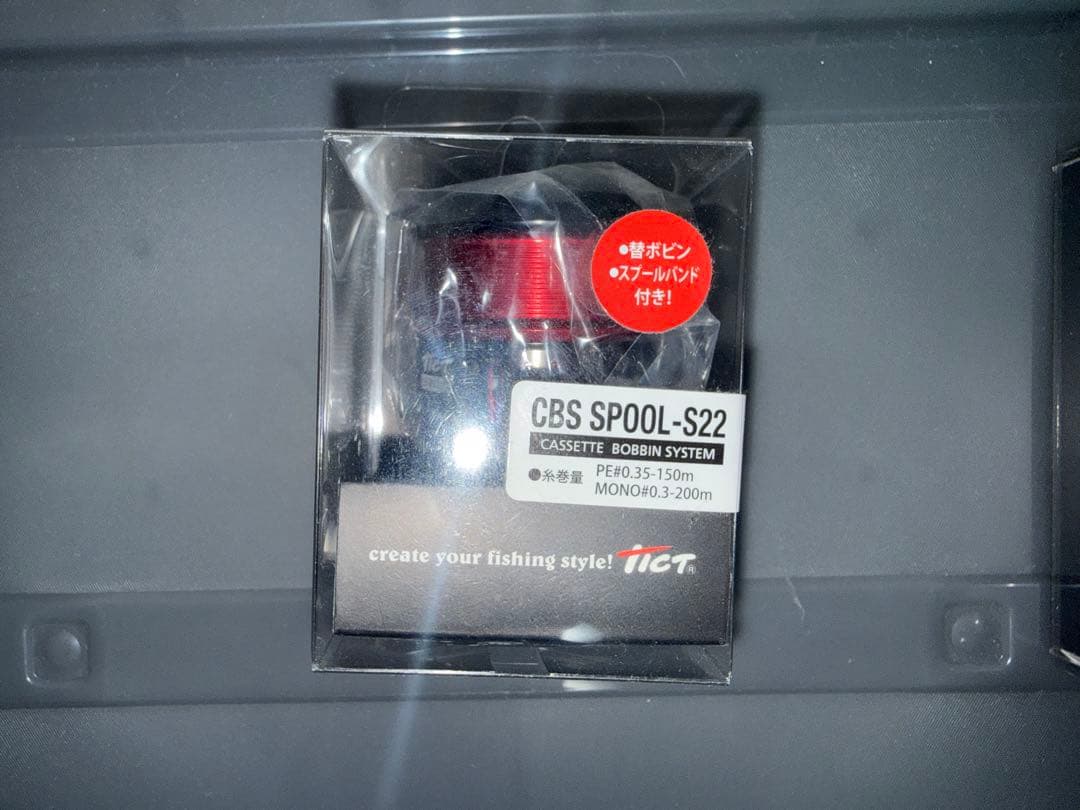 ●替ボビン
●スプールバンド
付き!
CBS SPOOL-S22
CASSETTE BOBBIN SYSTEM
●糸巻量 PE#0.35-150m
MONO#0.3-200m
create your fishing style! TICT®